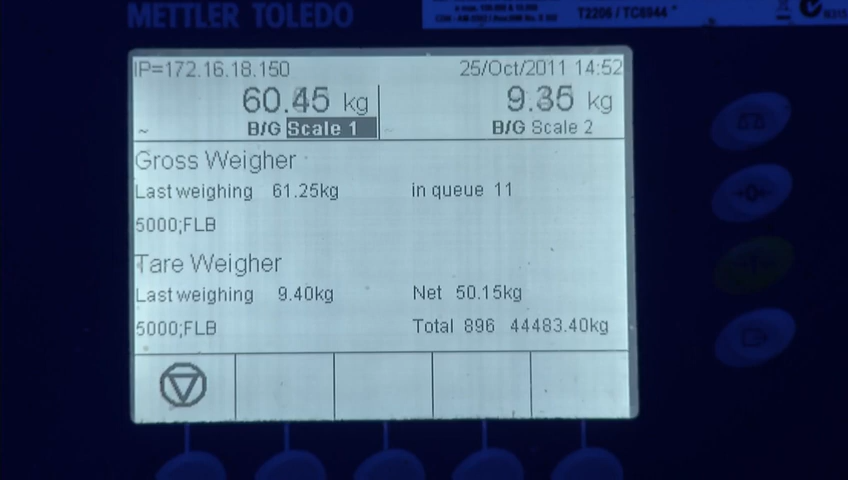 METTLER TOLEDO
T2206 / TC6944
IP=172.16.18.150 25/Oct/2011 14:52
60.45 kg 9.35 kg
~ B/G Scale 1 ~ B/G Scale 2
Gross Weigher
Last weighing 61.25kg in queue 11
5000;FLB
Tare Weigher
Last weighing 9.40kg Net 50.15kg
5000;FLB Total 896 44483.40kg